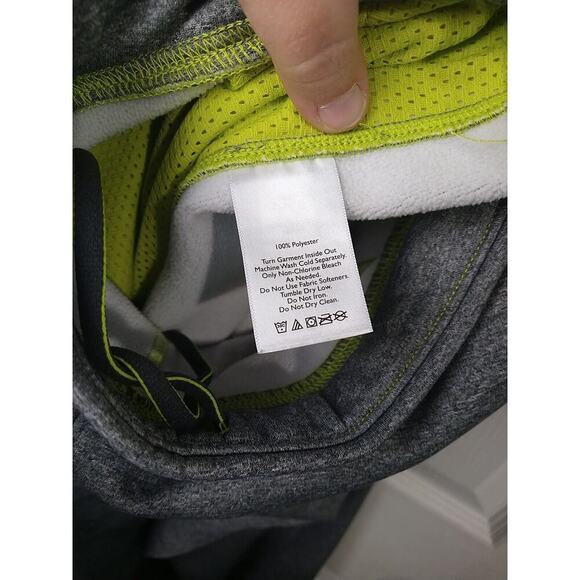 100% Polyester
Turn Garment Inside Out
Machine Wash Cold Separately.
Only Non-Chlorine Bleach
As Needed.
Do Not Use Fabric Softeners.
Tumble Dry Low.
Do Not Iron.
Do Not Dry Clean.